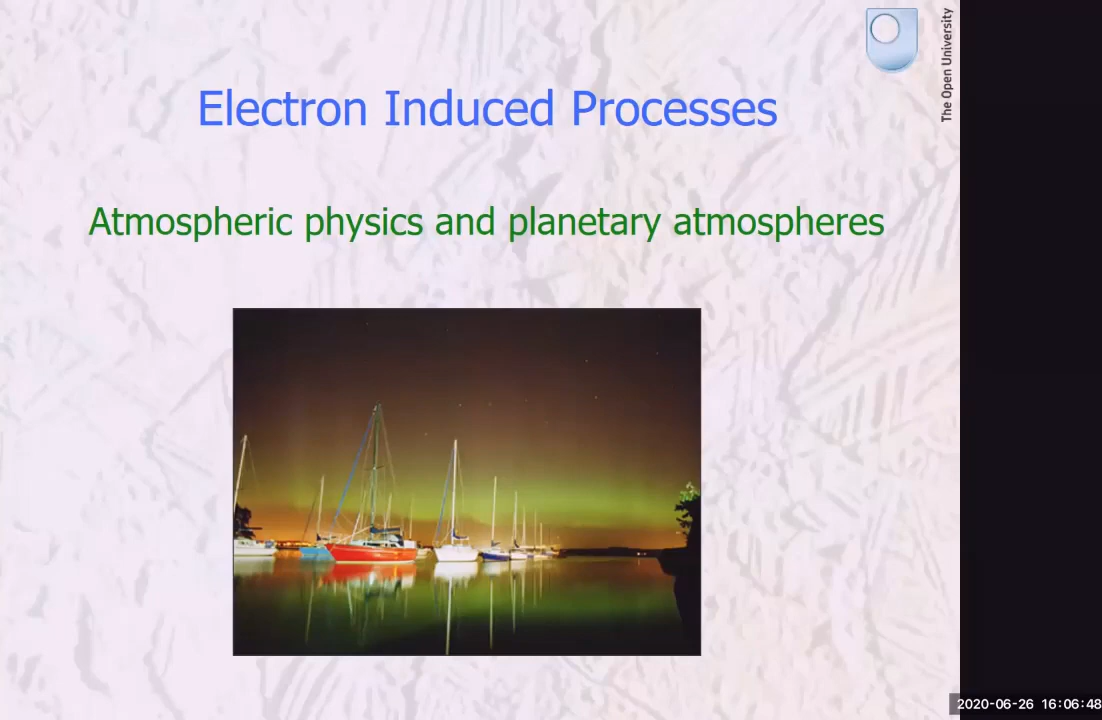 The Open University
Electron Induced Processes
Atmospheric physics and planetary atmospheres
2020-06-26 16:06:48